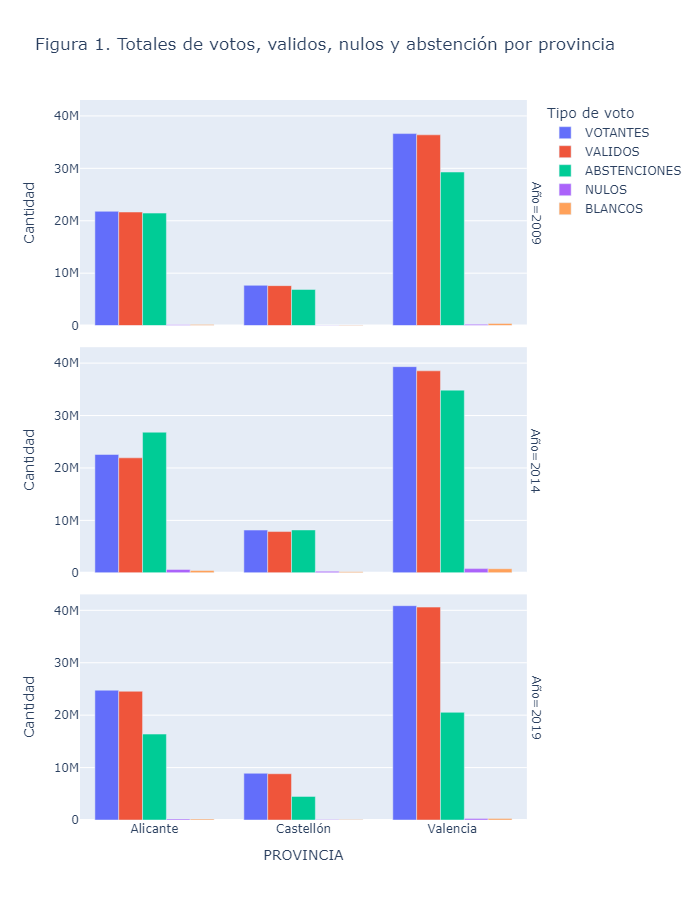 Figura 1. Totales de votos, validos, nulos y abstención por provincia
Tipo de voto
VOTANTES
VALIDOS
ABSTENCIONES
NULOS
BLANCOS
40M
30M
20M
10M
0
Cantidad
Año=2009
40M
30M
20M
10M
0
Cantidad
Año=2014
40M
30M
20M
10M
0
Cantidad
Año=2019
Alicante Castellón Valencia
PROVINCIA